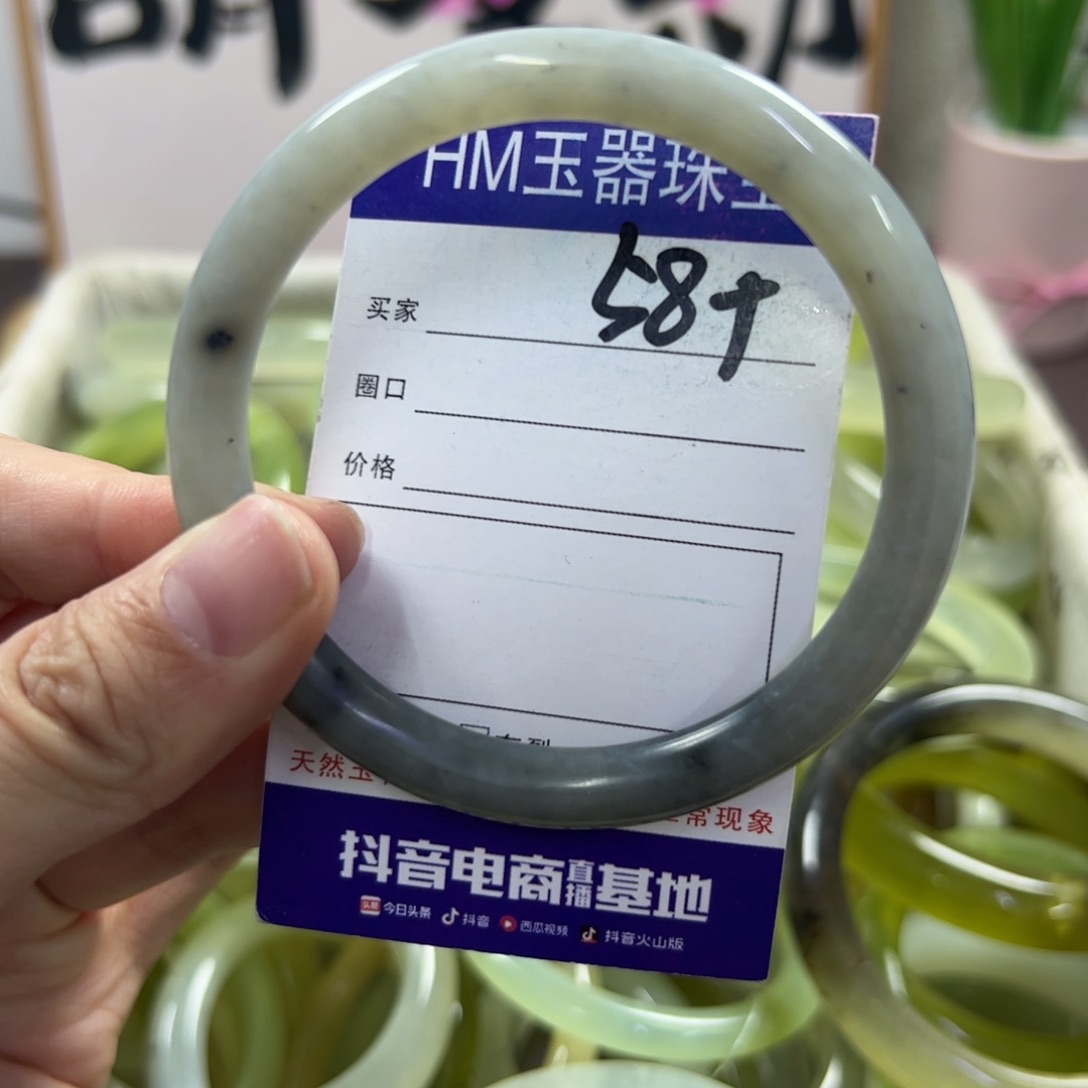 HM玉器珠宝
58+
买家
圈口
价格
天然玉
常现象
抖音电商直播基地
今日头条 抖音 西瓜视频 抖音火山版